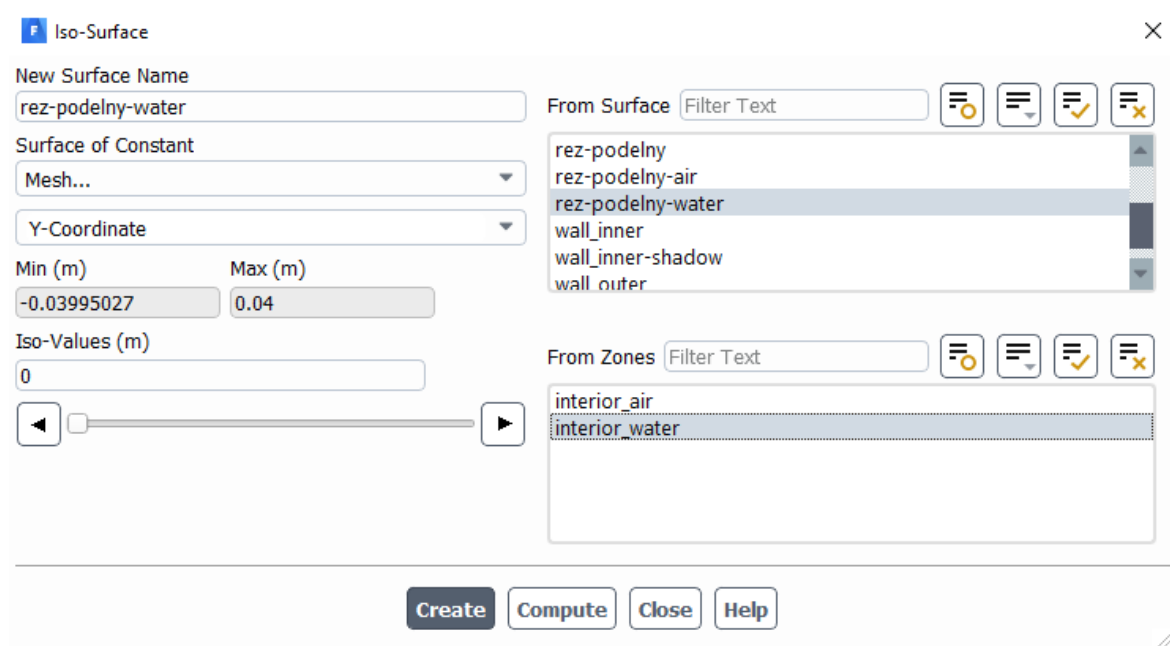 Iso-Surface
New Surface Name
rez-podelny-water
Surface of Constant
Mesh...
Y-Coordinate
Min (m) Max (m)
-0.03995027 0.04
Iso-Values (m)
0
From Surface Filter Text
rez-podelny
rez-podelny-air
rez-podelny-water
wall_inner
wall_inner-shadow
wall_outer
From Zones Filter Text
interior_air
interior_water
Create Compute Close Help